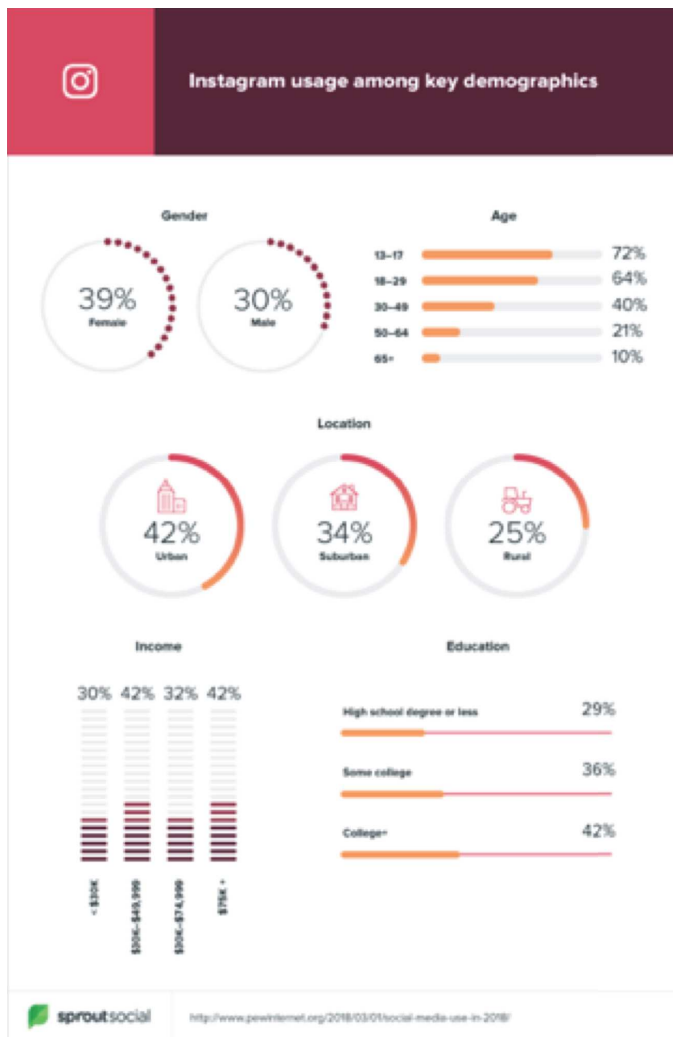 Instagram usage among key demographics
Gender
39%
Female
30%
Male
Age
13–17 72%
18–29 64%
30–49 40%
50–64 21%
65+ 10%
Location
42%
Urban
34%
Suburban
25%
Rural
Income
30% 42% 32% 42%
< $30K
$30K–$49,999
$30K–$74,999
$75K +
Education
High school degree or less 29%
Some college 36%
College+ 42%
sproutsocial
http://www.pewinternet.org/2018/03/01/social-media-use-in-2018/